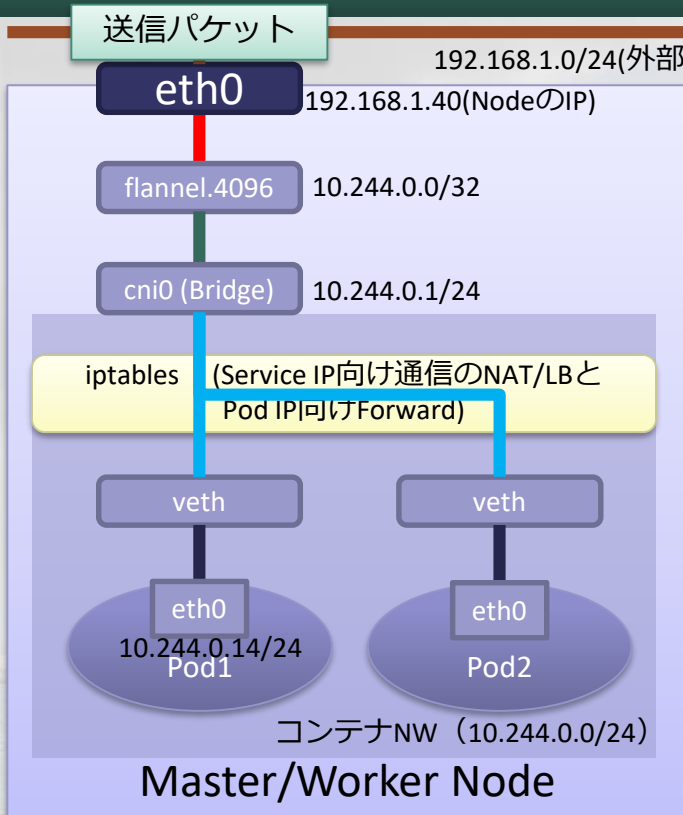 送信パケット
192.168.1.0/24(外部
eth0
192.168.1.40(NodeのIP)
flannel.4096
10.244.0.0/32
cni0 (Bridge)
10.244.0.1/24
iptables (Service IP向け通信のNAT/LBと
Pod IP向けForward)
veth
veth
eth0
eth0
10.244.0.14/24
Pod1
Pod2
コンテナNW（10.244.0.0/24）
Master/Worker Node